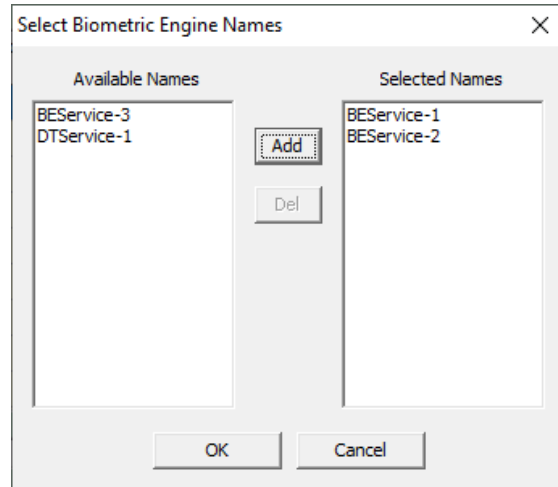 Select Biometric Engine Names
Available Names
Selected Names
BEService-3
DTService-1
Add
Del
BEService-1
BEService-2
OK
Cancel